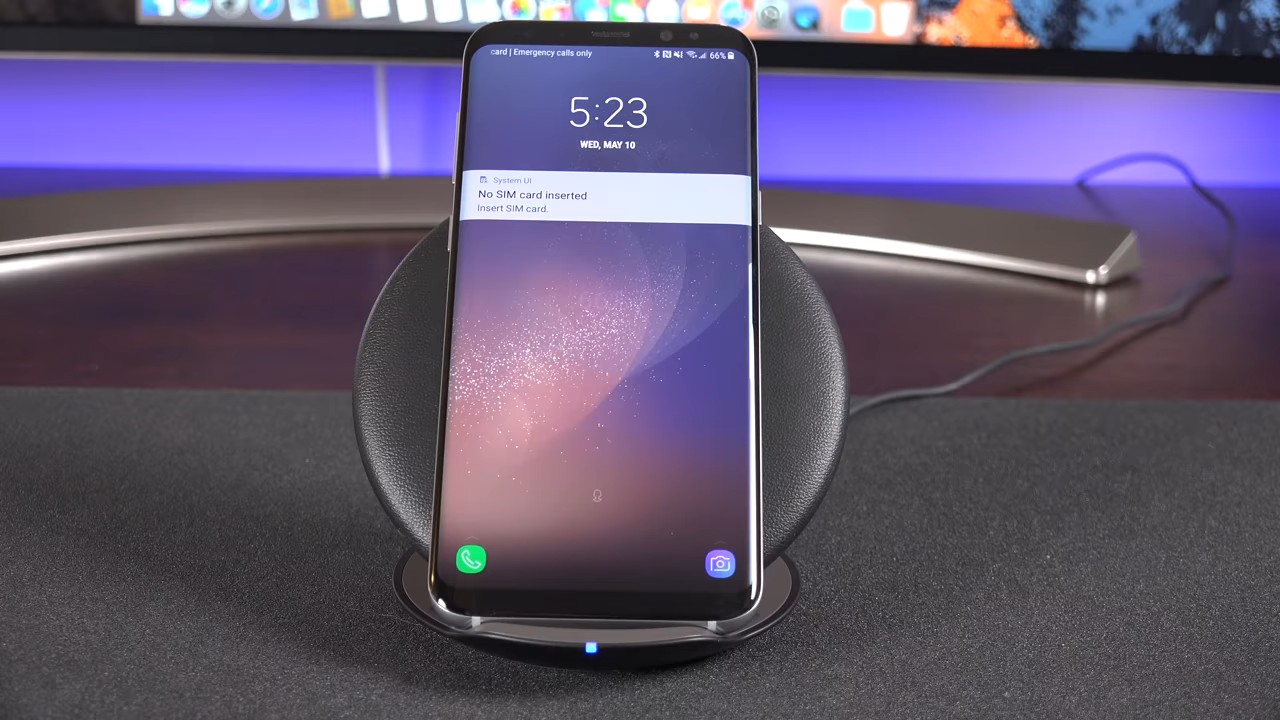 card | Emergency calls only
66%
5:23
WED, MAY 10
System UI
No SIM card inserted
Insert SIM card.